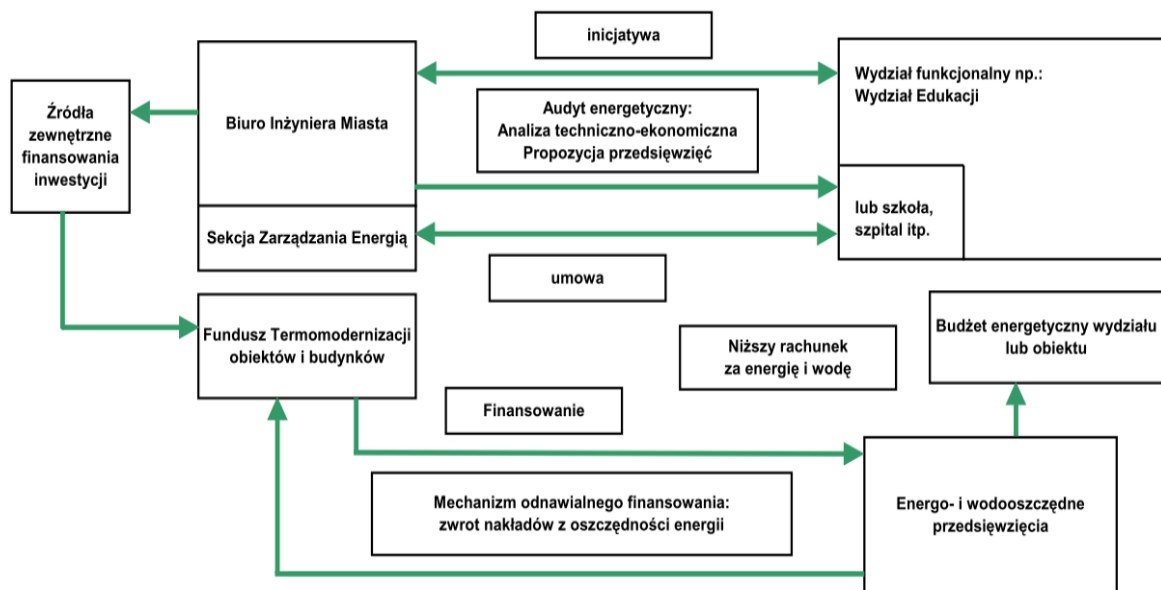 inicjatywa
Źródła
zewnętrzne
finansowania
inwestycji
Biuro Inżyniera Miasta
Audyt energetyczny:
Analiza techniczno-ekonomiczna
Propozycja przedsięwzięć
Wydział funkcjonalny np.:
Wydział Edukacji
lub szkoła,
szpital itp.
Sekcja Zarządzania Energią
umowa
Fundusz Termomodernizacji
obiektów i budynków
Niższy rachunek
za energię i wodę
Budżet energetyczny wydziału
lub obiektu
Finansowanie
Mechanizm odnawialnego finansowania:
zwrot nakładów z oszczędności energii
Energo- i wodooszczędne
przedsięwzięcia